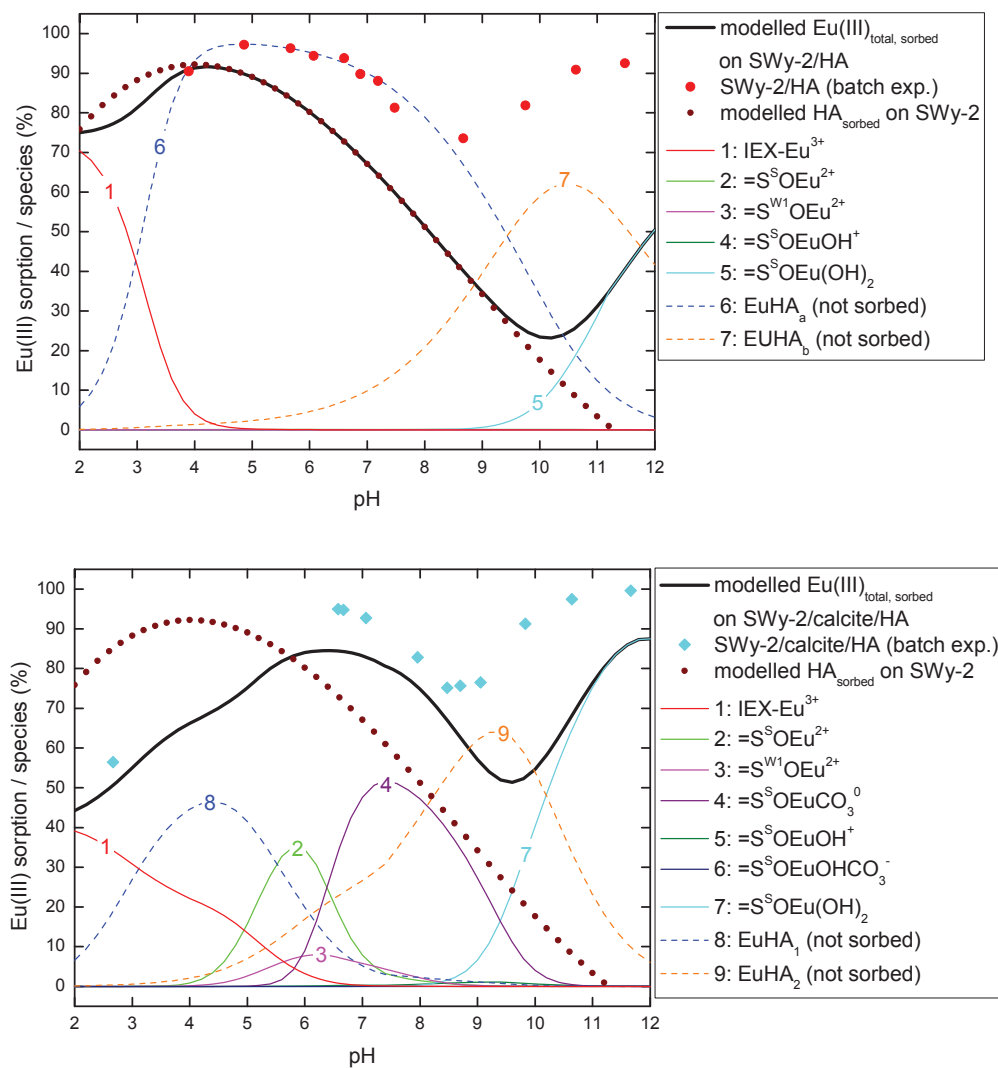 100
90
80
70
60
50
40
30
20
10
0
Eu(III) sorption / species (%)
2 3 4 5 6 7 8 9 10 11 12
pH
1
6
7
5
modelled Eu(III)total, sorbed
on SWy-2/HA
SWy-2/HA (batch exp.)
modelled HAsorbed on SWy-2
1: IEX-Eu3+
2: =SSOEu2+
3: =SW1OEu2+
4: =SSOEuOH+
5: =SSOEu(OH)2
6: EuHAa (not sorbed)
7: EUHAb (not sorbed)
100
90
80
70
60
50
40
30
20
10
0
Eu(III) sorption / species (%)
2 3 4 5 6 7 8 9 10 11 12
pH
1
8
2
3
4
9
7
modelled Eu(III)total, sorbed
on SWy-2/calcite/HA
SWy-2/calcite/HA (batch exp.)
modelled HAsorbed on SWy-2
1: IEX-Eu3+
2: =SSOEu2+
3: =SW1OEu2+
4: =SSOEuCO30
5: =SSOEuOH+
6: =SSOEuOHCO3-
7: =SSOEu(OH)2
8: EuHA1 (not sorbed)
9: EuHA2 (not sorbed)